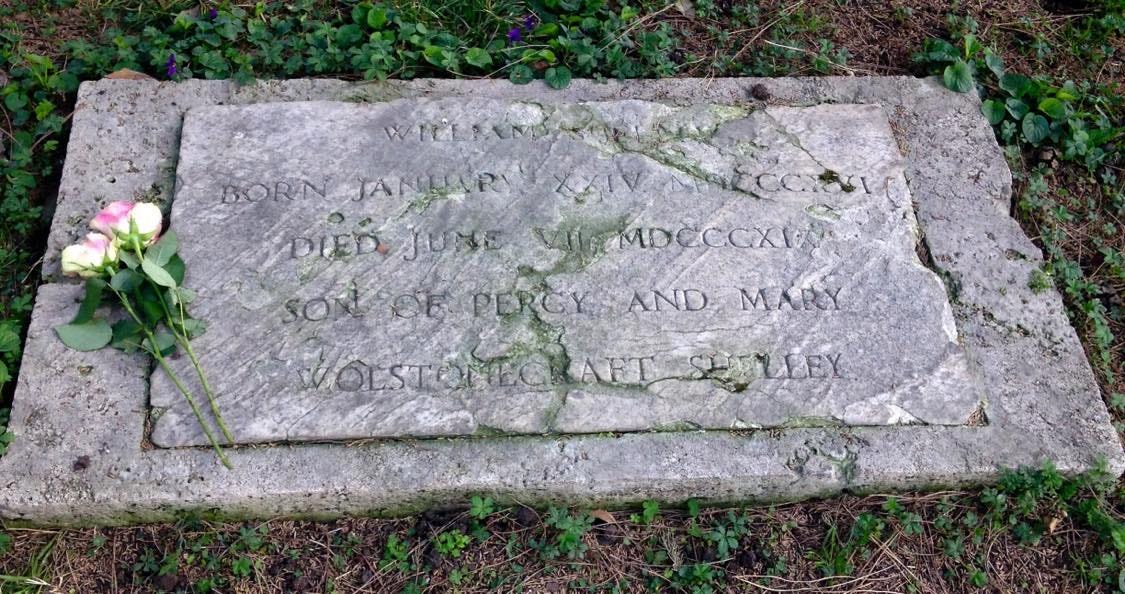 WILLIAM
BORN JANUARY XXIV MDCCCXVI
DIED JUNE VII MDCCCXIX
SON OF PERCY AND MARY
WOLSTONECRAFT SHELLEY